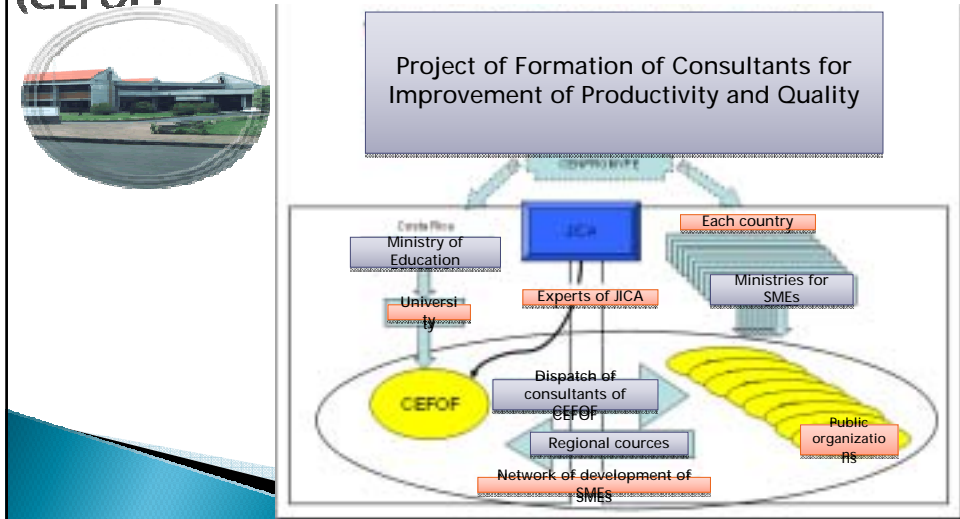 (CEFOF)
Project of Formation of Consultants for
Improvement of Productivity and Quality
CENPROMYPE
Costa Rica
JICA
Each country
Ministry of
Education
Ministries for
SMEs
Experts of JICA
Universi
ty
CEFOF
Dispatch of
consultants of
CEFOF
Regional cources
Public
organizatio
ns
Network of development of
SMEs